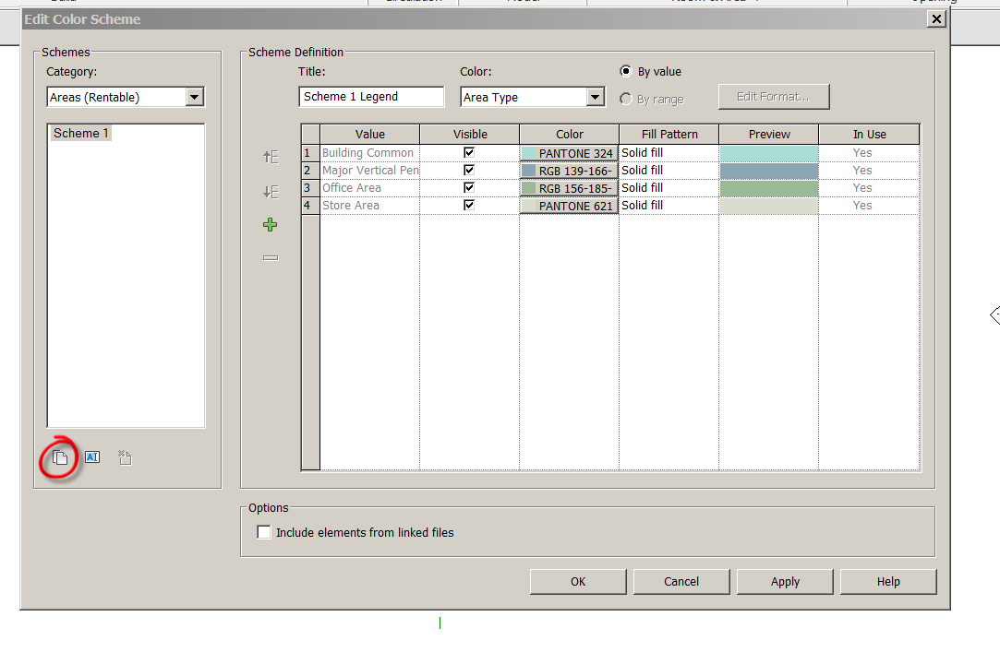 Edit Color Scheme
Schemes
Category:
Areas (Rentable)
Scheme 1
Scheme Definition
Title:
Scheme 1 Legend
Color:
Area Type
By value
By range
Edit Format...
Value Visible Color Fill Pattern Preview In Use
1 Building Common PANTONE 324 Solid fill Yes
2 Major Vertical Pen RGB 139-166- Solid fill Yes
3 Office Area RGB 156-185- Solid fill Yes
4 Store Area PANTONE 621 Solid fill Yes
AI
Options
Include elements from linked files
OK Cancel Apply Help